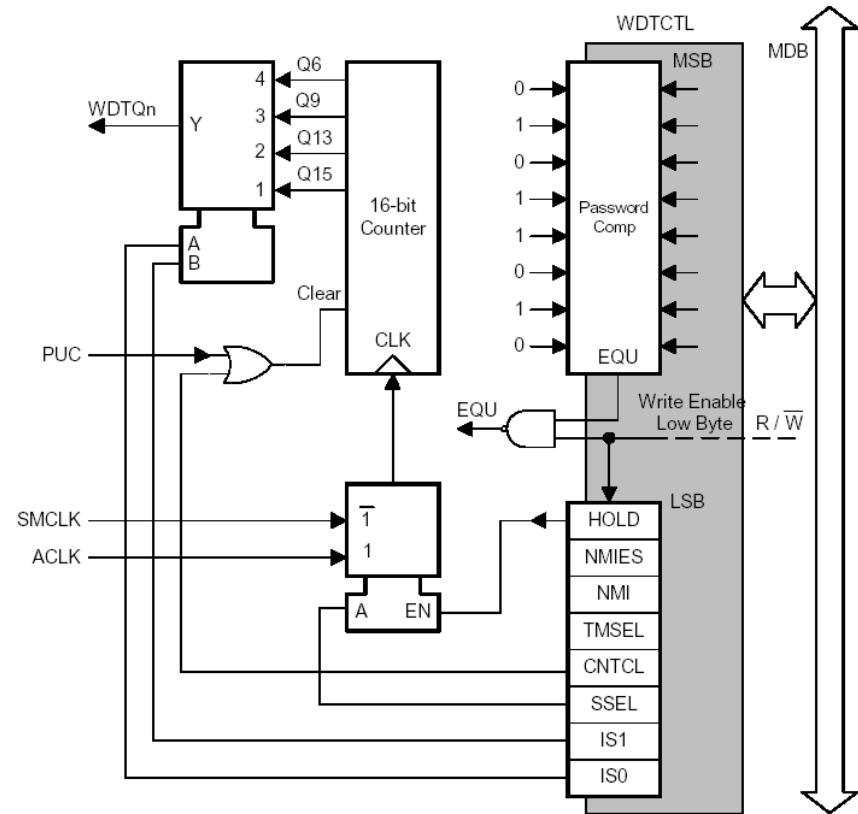 WDTCTL
MDB
MSB
Q6
4
Q9
3
WDTQn
Y
Q13
2
Q15
1
16-bit
Counter
0
1
0
1
1
0
1
0
Password
Comp
EQU
A
B
Clear
CLK
PUC
EQU
Write Enable
Low Byte
R / W̅
LSB
SMCLK
1̅
ACLK
1
A
EN
HOLD
NMIES
NMI
TMSEL
CNTCL
SSEL
IS1
IS0